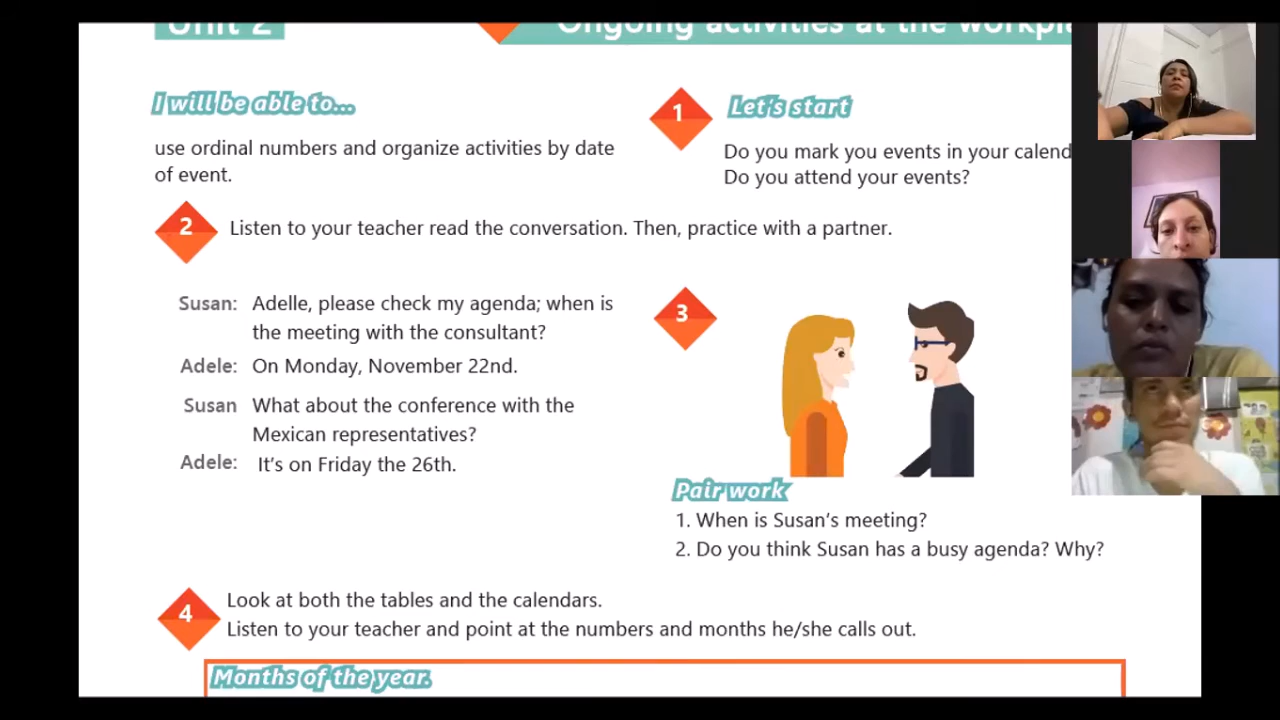 Unit 2
Ongoing activities at the
I will be able to...
use ordinal numbers and organize activities by date
of event.
1
Let's start
Do you mark you events in your
Do you attend your events?
2
Listen to your teacher read the conversation. Then, practice with a partner.
Susan: Adelle, please check my agenda; when is
the meeting with the consultant?
Adele: On Monday, November 22nd.
Susan What about the conference with the
Mexican representatives?
Adele: It's on Friday the 26th.
3
Pair work
1. When is Susan's meeting?
2. Do you think Susan has a busy agenda? Why?
4
Look at both the tables and the calendars.
Listen to your teacher and point at the numbers and months he/she calls out.
Months of the year.